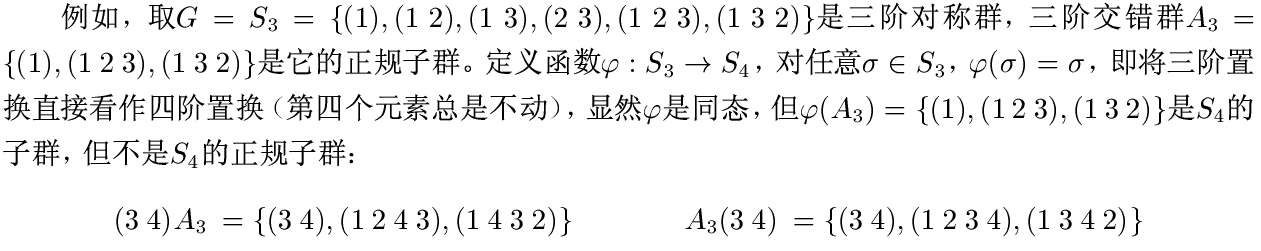 例如，取G = S₃ = {(1), (1 2), (1 3), (2 3), (1 2 3), (1 3 2)}是三阶对称群，三阶交错群A₃ =
{(1), (1 2 3), (1 3 2)}是它的正规子群。定义函数φ : S₃ → S₄，对任意σ ∈ S₃，φ(σ) = σ，即将三阶置
换直接看作四阶置换（第四个元素总是不动），显然φ是同态，但φ(A₃) = {(1), (1 2 3), (1 3 2)}是S₄的
子群，但不是S₄的正规子群：
(3 4)A₃ = {(3 4), (1 2 4 3), (1 4 3 2)} A₃(3 4) = {(3 4), (1 2 3 4), (1 3 4 2)}